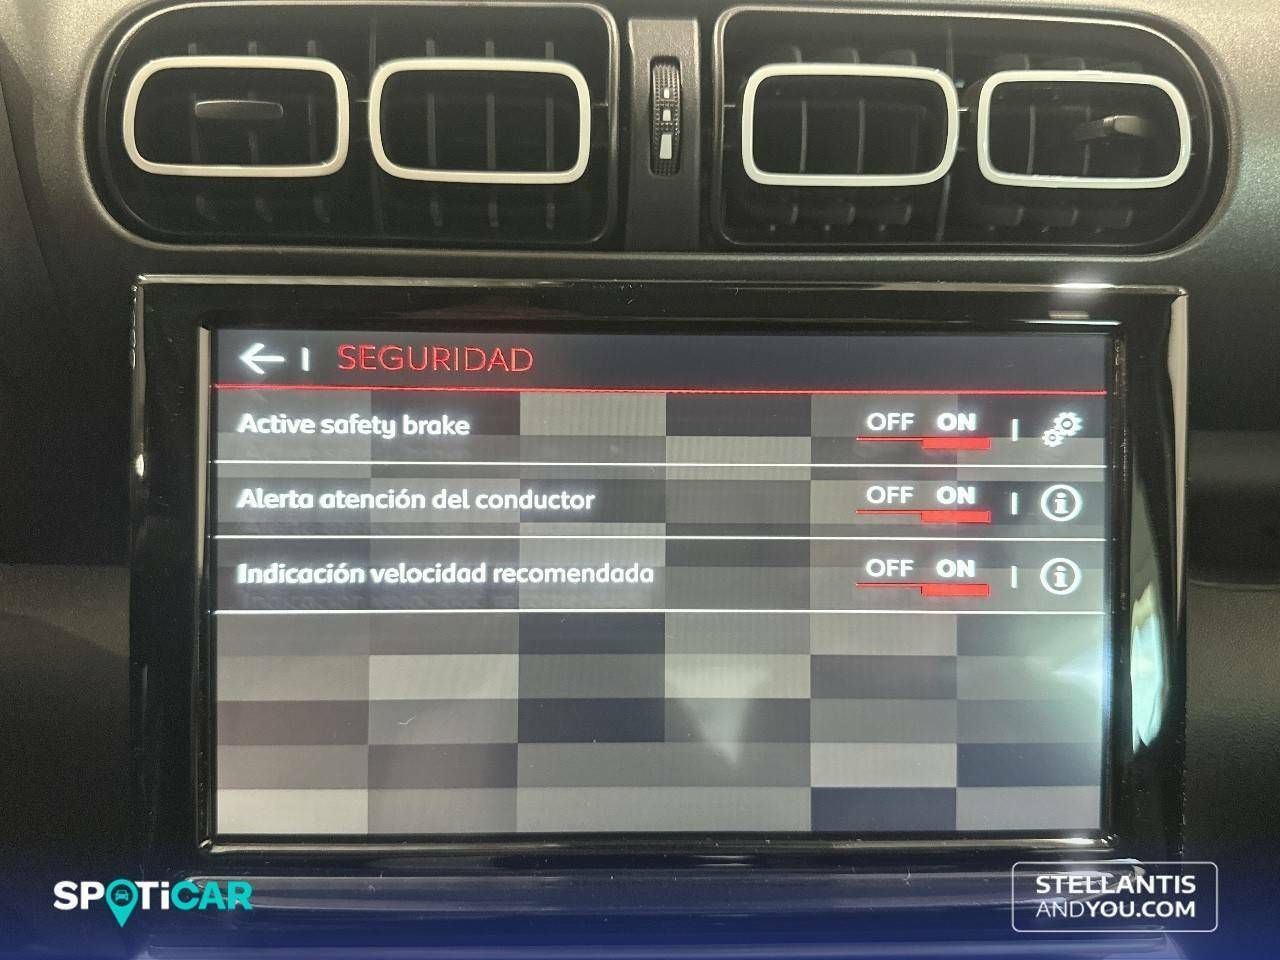 SEGURIDAD
Active safety brake OFF ON
Alerta atención del conductor OFF ON
Indicación velocidad recomendada OFF ON
SPOTiCAR
STELLANTIS
ANDYOU.COM